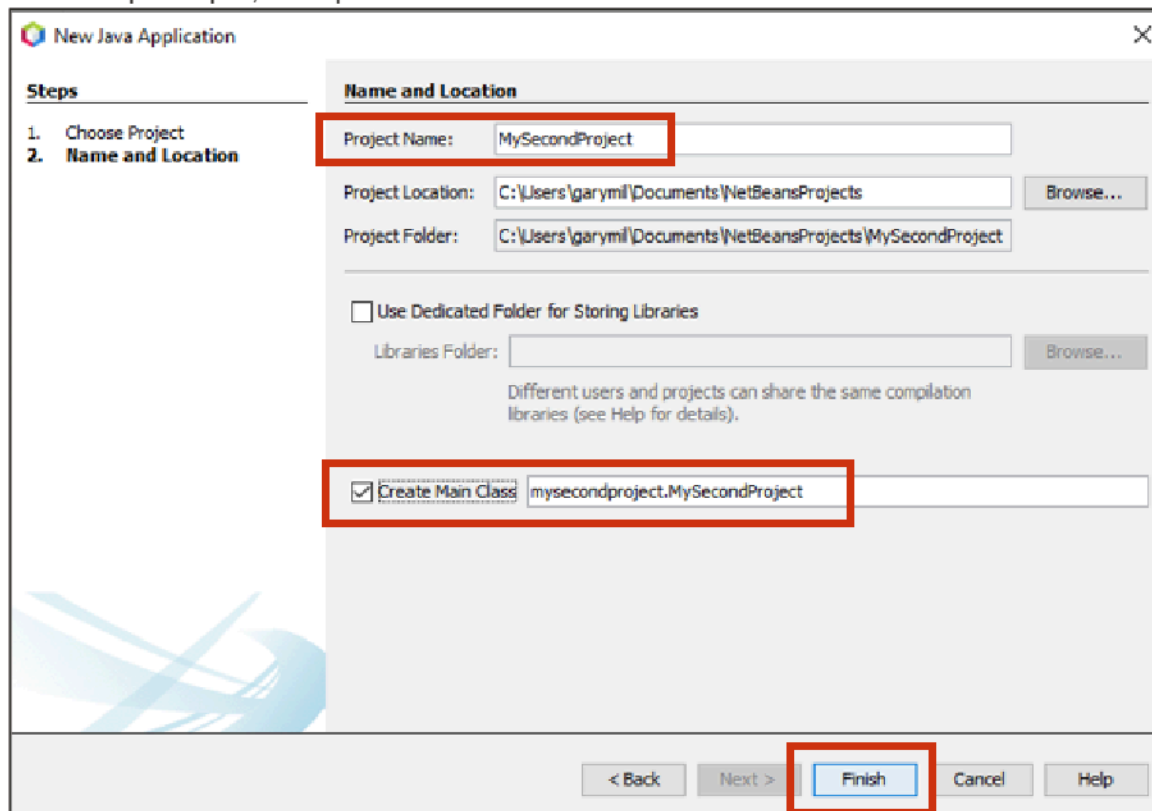 New Java Application
Steps
1. Choose Project
2. Name and Location
Name and Location
Project Name: MySecondProject
Project Location: C:\Users\garymil\Documents\NetBeansProjects Browse...
Project Folder: C:\Users\garymil\Documents\NetBeansProjects\MySecondProject
Use Dedicated Folder for Storing Libraries
Libraries Folder: Browse...
Different users and projects can share the same compilation
libraries (see Help for details).
Create Main Class mysecondproject.MySecondProject
< Back Next > Finish Cancel Help